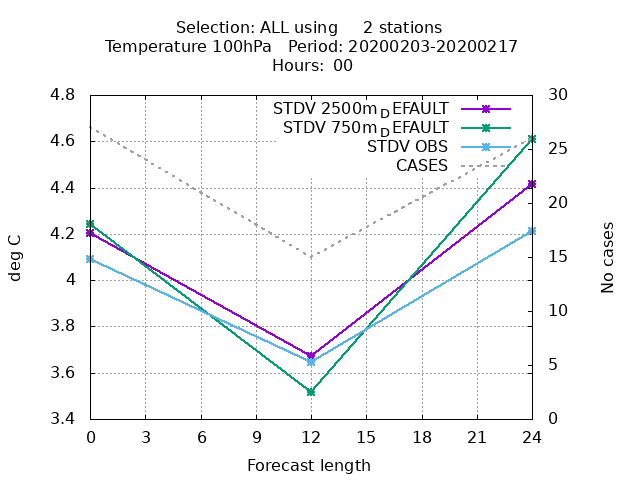 Selection: ALL using     2 stations
Temperature 100hPa   Period: 20200203-20200217
Hours:  00
STDV 2500m_DEFAULT
STDV 750m_DEFAULT
STDV OBS
CASES
4.8
4.6
4.4
4.2
4
3.8
3.6
3.4
deg C
30
25
20
15
10
5
0
No cases
0 3 6 9 12 15 18 21 24
Forecast length